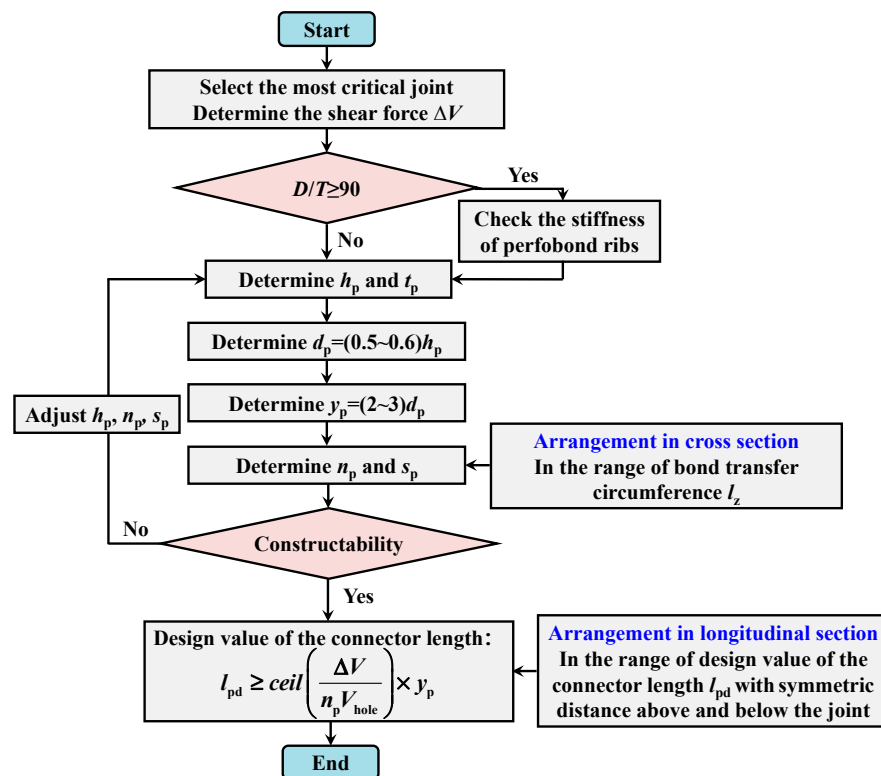 Start
Select the most critical joint
Determine the shear force ΔV
D/T≥90
Yes
Check the stiffness
of perfobond ribs
No
Determine hₚ and tₚ
Determine dₚ=(0.5~0.6)hₚ
Determine yₚ=(2~3)dₚ
Adjust hₚ, nₚ, sₚ
Determine nₚ and sₚ
Arrangement in cross section
In the range of bond transfer
circumference l_z
No
Constructability
Yes
Design value of the connector length:
l_pd ≥ ceil(ΔV / (nₚV_hole)) × yₚ
Arrangement in longitudinal section
In the range of design value of the
connector length l_pd with symmetric
distance above and below the joint
End